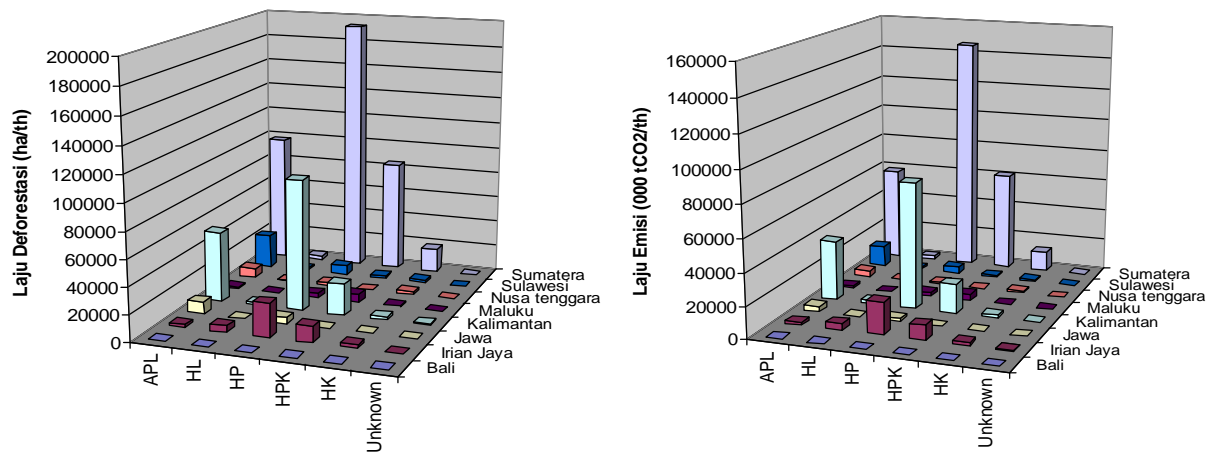 Laju Deforestasi (ha/th)
200000
180000
160000
140000
120000
100000
80000
60000
40000
20000
0
APL
HL
HP
HPK
HK
Unknown
Sumatera
Sulawesi
Nusa tenggara
Maluku
Kalimantan
Jawa
Irian Jaya
Bali
Laju Emisi (000 tCO2/th)
160000
140000
120000
100000
80000
60000
40000
20000
0
APL
HL
HP
HPK
HK
Unknown
Sumatera
Sulawesi
Nusa tenggara
Maluku
Kalimantan
Jawa
Irian Jaya
Bali